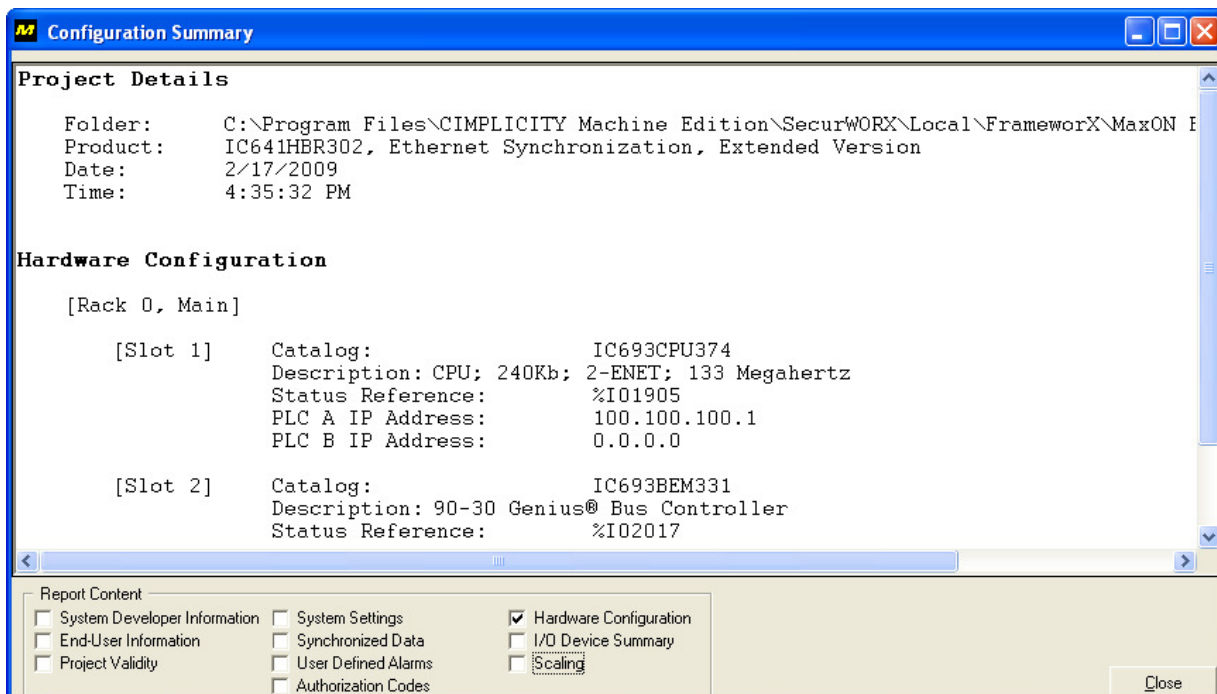 Configuration Summary
Project Details
Folder: C:\Program Files\CIMPLICITY Machine Edition\SecurWORX\Local\FrameworX\MaxON
Product: IC641HBR302, Ethernet Synchronization, Extended Version
Date: 2/17/2009
Time: 4:35:32 PM
Hardware Configuration
[Rack 0, Main]
[Slot 1] Catalog: IC693CPU374
Description: CPU; 240Kb; 2-ENET; 133 Megahertz
Status Reference: %I01905
PLC A IP Address: 100.100.100.1
PLC B IP Address: 0.0.0.0
[Slot 2] Catalog: IC693BEM331
Description: 90-30 Genius® Bus Controller
Status Reference: %I02017
Report Content
System Developer Information System Settings Hardware Configuration
End-User Information Synchronized Data I/O Device Summary
Project Validity User Defined Alarms Scaling
Authorization Codes
Close